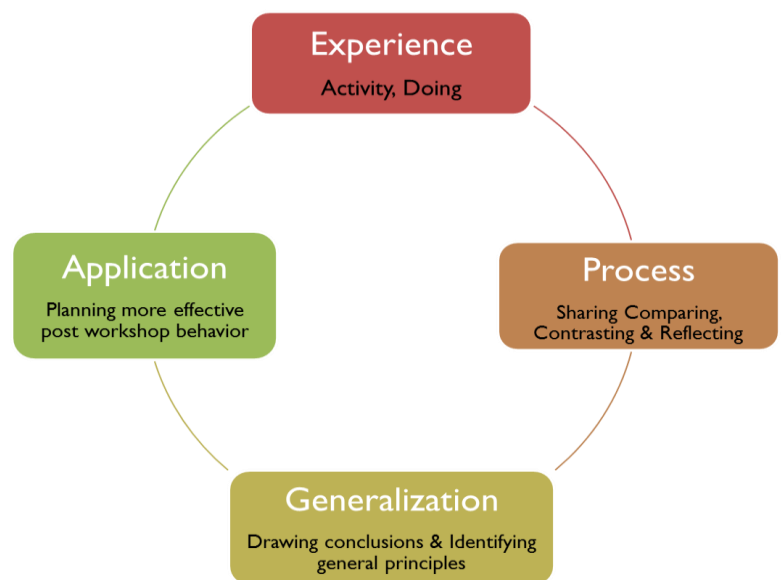 Experience
Activity, Doing
Process
Sharing Comparing,
Contrasting & Reflecting
Generalization
Drawing conclusions & Identifying
general principles
Application
Planning more effective
post workshop behavior